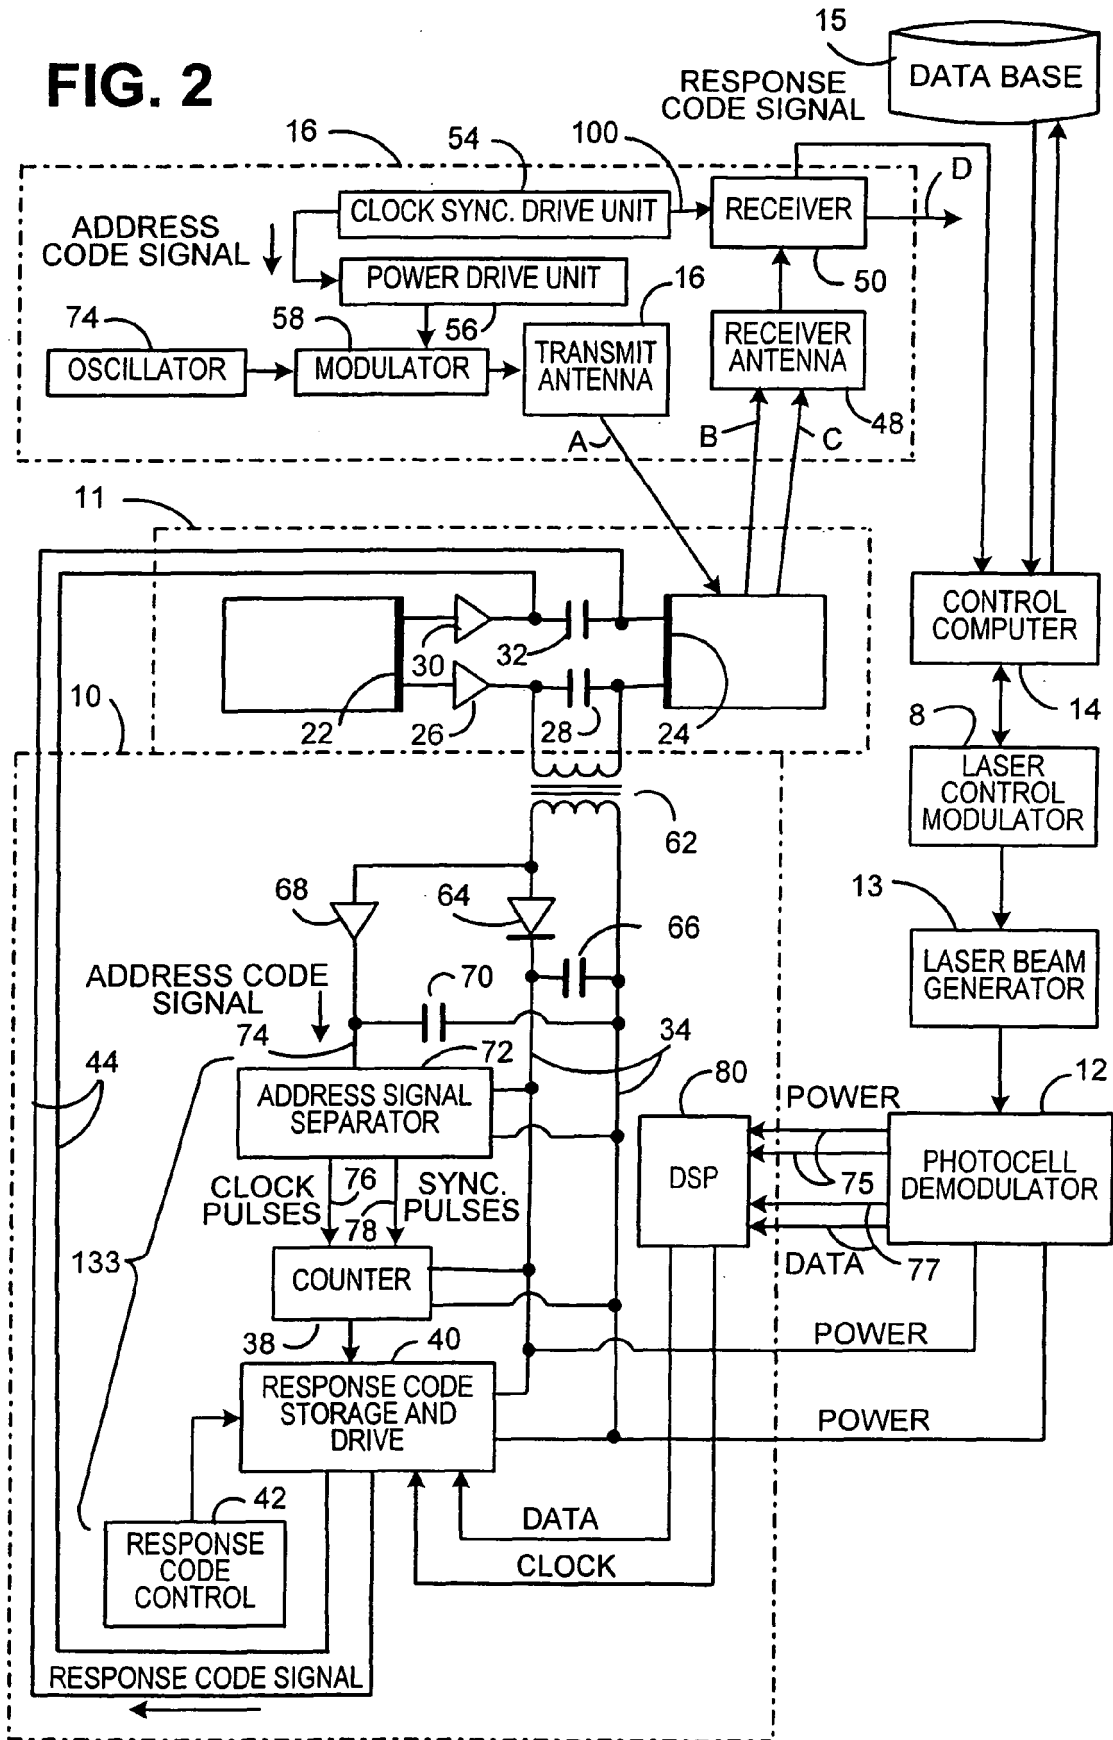 FIG. 2
15
DATA BASE
RESPONSE
CODE SIGNAL
16
54
100
D
CLOCK SYNC. DRIVE UNIT
RECEIVER
ADDRESS
CODE SIGNAL
POWER DRIVE UNIT
16
50
74
58
56
OSCILLATOR
MODULATOR
TRANSMIT
ANTENNA
RECEIVER
ANTENNA
A
B
C
48
11
CONTROL
COMPUTER
30
32
10
22
26
28
24
8
14
LASER
CONTROL
MODULATOR
62
68
64
66
13
LASER BEAM
GENERATOR
ADDRESS CODE
SIGNAL
70
74
72
34
80
12
44
ADDRESS SIGNAL
SEPARATOR
POWER
DSP
75
PHOTOCELL
DEMODULATOR
CLOCK
PULSES
76
SYNC.
PULSES
78
DATA
77
133
COUNTER
38
40
POWER
RESPONSE CODE
STORAGE AND
DRIVE
POWER
42
DATA
RESPONSE
CODE
CONTROL
CLOCK
RESPONSE CODE SIGNAL